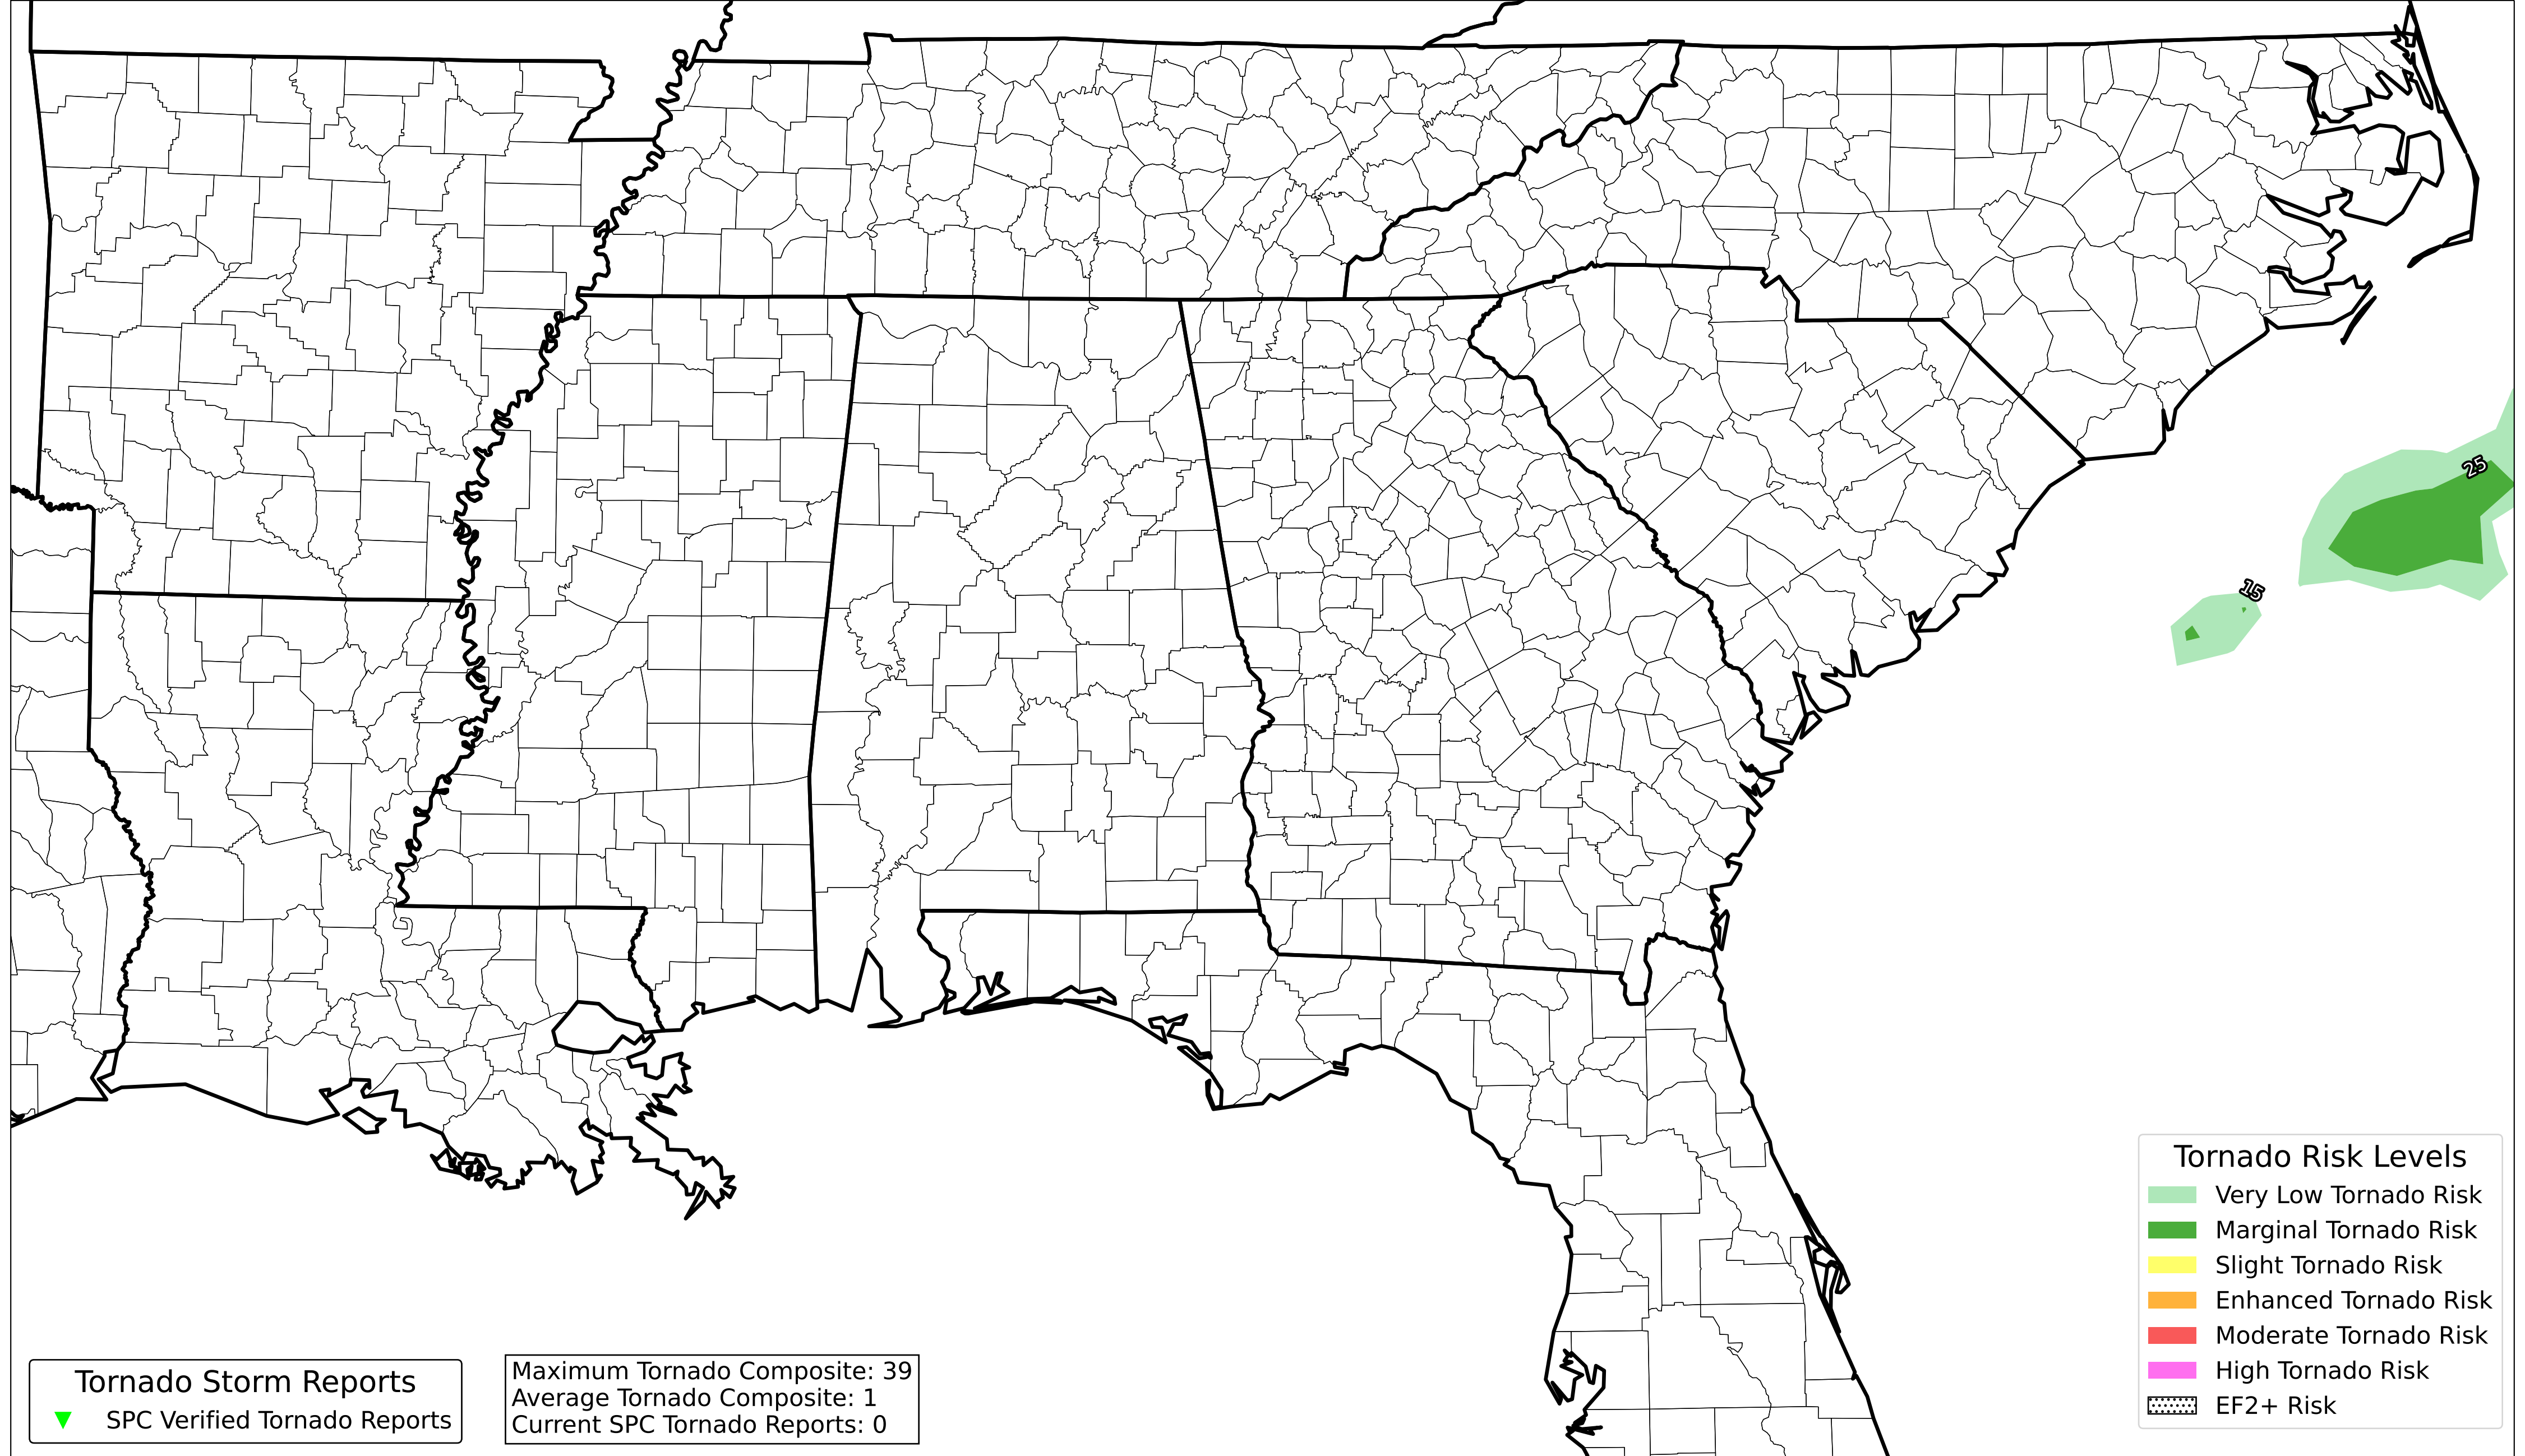 25
15
Tornado Risk Levels
Very Low Tornado Risk
Marginal Tornado Risk
Slight Tornado Risk
Enhanced Tornado Risk
Moderate Tornado Risk
High Tornado Risk
EF2+ Risk
Tornado Storm Reports
SPC Verified Tornado Reports
Maximum Tornado Composite: 39
Average Tornado Composite: 1
Current SPC Tornado Reports: 0